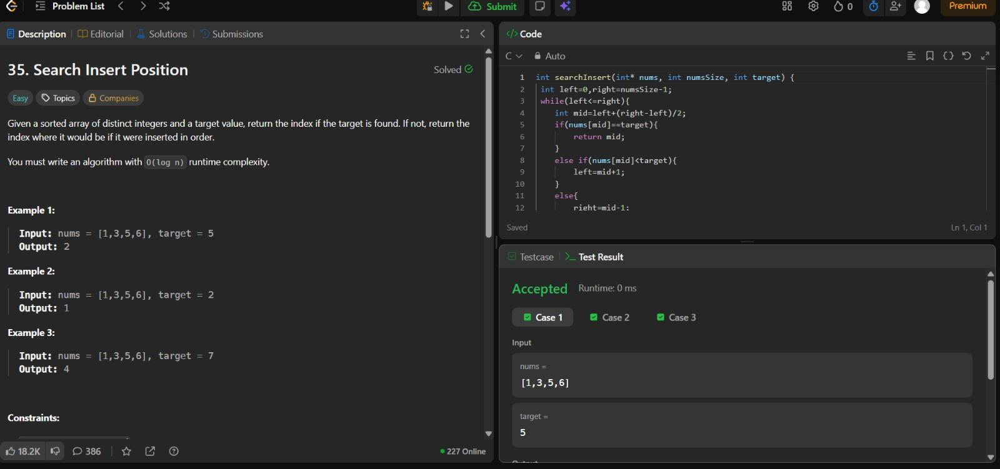 Problem List
Submit
0
Premium
Description
Editorial
Solutions
Submissions
35. Search Insert Position
Solved
Easy
Topics
Companies
Given a sorted array of distinct integers and a target value, return the index if the target is found. If not, return the
index where it would be if it were inserted in order.
You must write an algorithm with O(log n) runtime complexity.
Example 1:
Input: nums = [1,3,5,6], target = 5
Output: 2
Example 2:
Input: nums = [1,3,5,6], target = 2
Output: 1
Example 3:
Input: nums = [1,3,5,6], target = 7
Output: 4
Constraints:
18.2K
386
227 Online
</> Code
C
Auto
1 int searchInsert(int* nums, int numsSize, int target) {
2 int left=0,right=numsSize-1;
3 while(left<=right){
4 int mid=left+(right-left)/2;
5 if(nums[mid]==target){
6 return mid;
7 }
8 else if(nums[mid]<target){
9 left=mid+1;
10 }
11 else{
12 right=mid-1;
Saved
Ln 1, Col 1
Testcase
>_ Test Result
Accepted
Runtime: 0 ms
Case 1
Case 2
Case 3
Input
nums =
[1,3,5,6]
target =
5